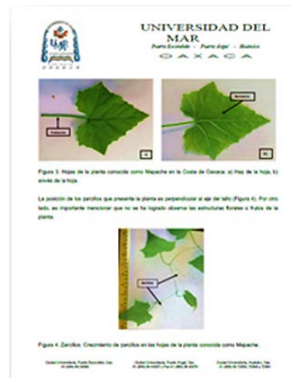 UNIVERSIDAD DEL
MAR
Puerto Escondido - Puerto Ángel - Huatulco
OAXACA
Figura 3. Hojas de la planta conocida como Mapache en la Costa de Oaxaca. a) Haz de la hoja, b)
envés de la hoja.
La posición de los zarcillos que presenta la planta es perpendicular al eje del tallo (Figura 4). Por otro
lado, es importante mencionar que no se ha logrado observa las estructuras florales o frutos de la
planta.
Figura 4. Zarcillos. Crecimiento de zarcillos en las hojas de la planta conocida como Mapache.